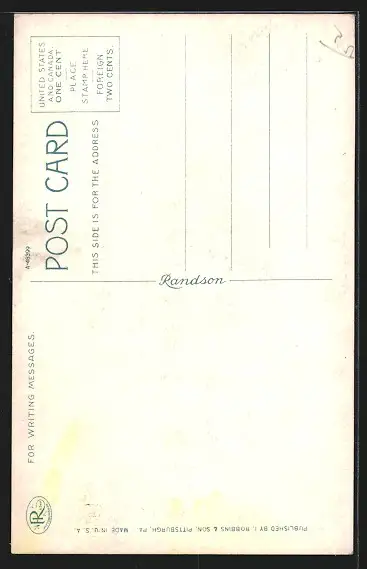 UNITED STATES
AND CANADA.
ONE CENT
PLACE
STAMP HERE
FOREIGN
TWO CENTS.
A-48399
POST CARD
THIS SIDE IS FOR THE ADDRESS
Randson
FOR WRITING MESSAGES.
PUBLISHED BY I. ROBBINS & SON, PITTSBURGH, PA. MADE IN U. S. A.